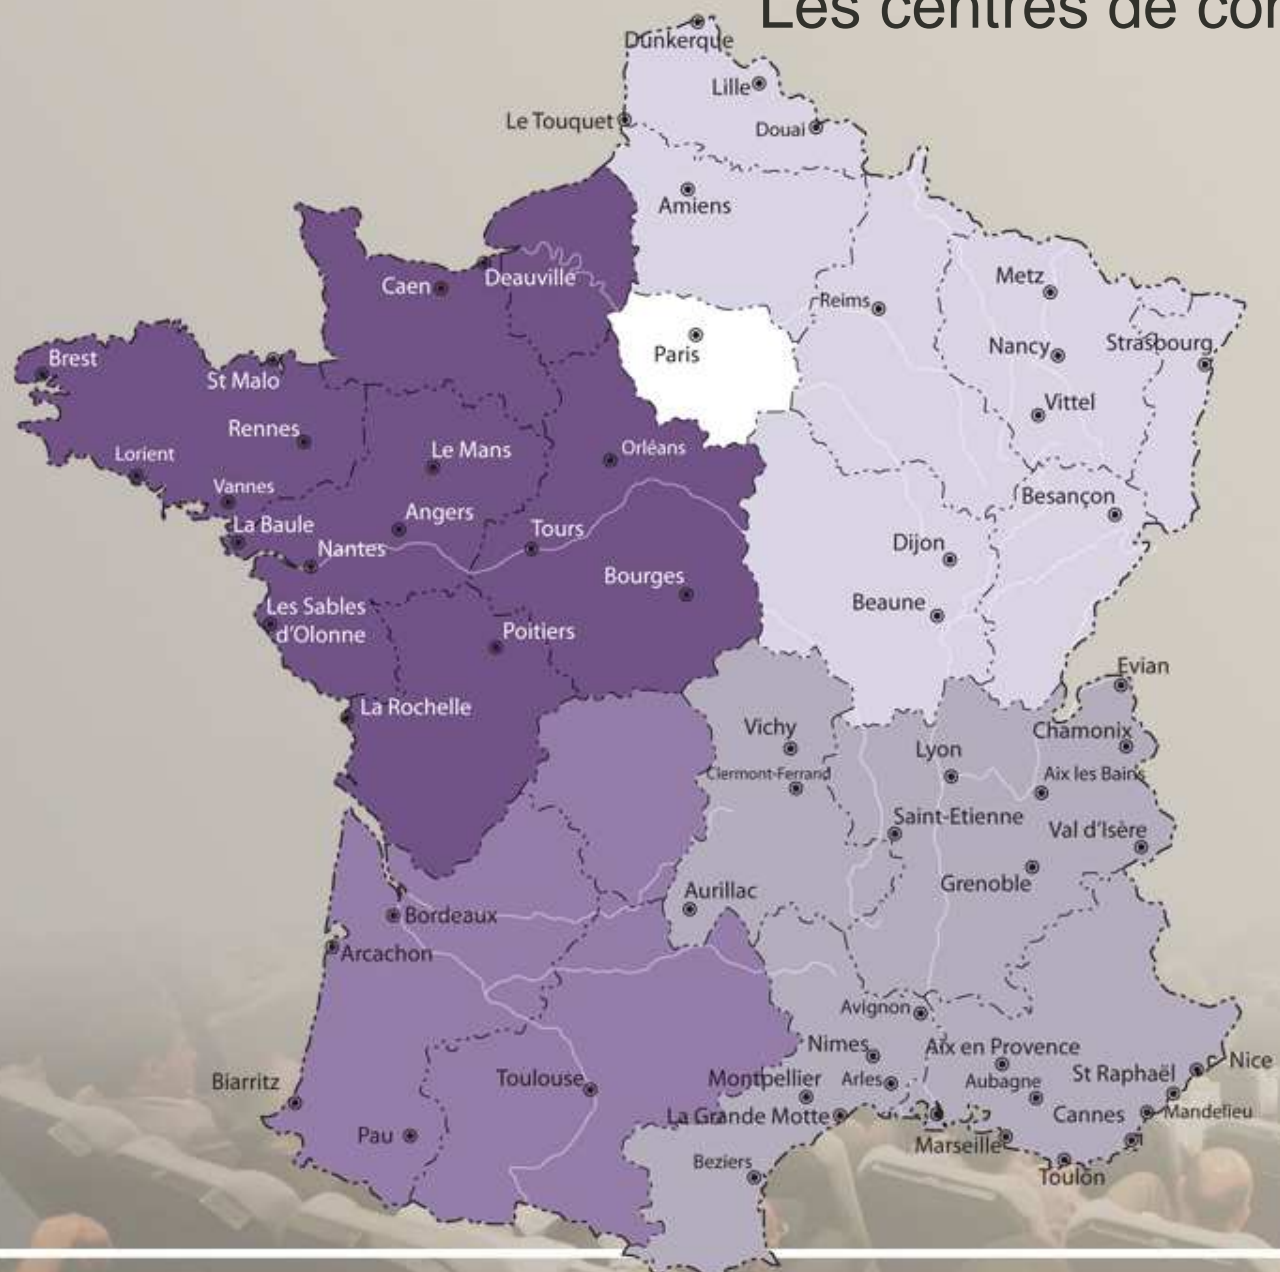 Les centres de con
Dunkerque
Lille
Le Touquet
Douai
Amiens
Caen
Deauville
Metz
Reims
Paris
Nancy
Strasbourg
Brest
St Malo
Vittel
Rennes
Le Mans
Orléans
Lorient
Vannes
Besançon
Angers
La Baule
Tours
Nantes
Dijon
Bourges
Beaune
Les Sables
d'Olonne
Poitiers
Evian
La Rochelle
Vichy
Chamonix
Lyon
Clermont-Ferrand
Aix les Bains
Saint-Etienne
Val d'Isère
Grenoble
Aurillac
Bordeaux
Arcachon
Avignon
Nimes
Aix en Provence
Nice
Biarritz
Toulouse
Montpellier
Arles
Aubagne
St Raphaël
La Grande Motte
Cannes
Mandelieu
Pau
Marseille
Beziers
Toulon